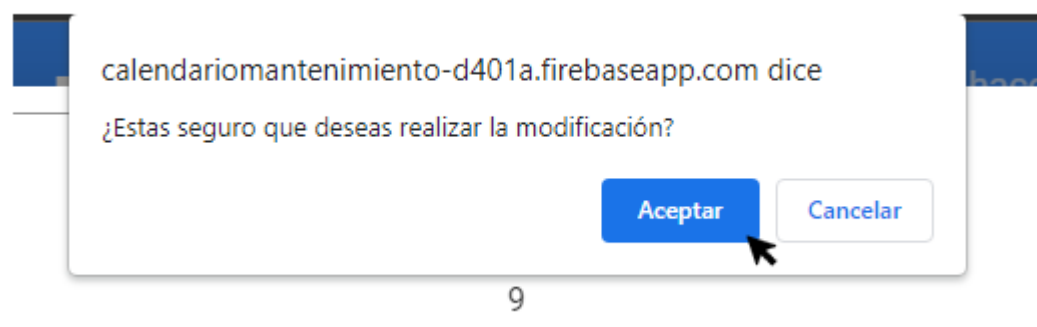 calendariomantenimiento-d401a.firebaseapp.com dice
¿Estas seguro que deseas realizar la modificación?
Aceptar
Cancelar
9